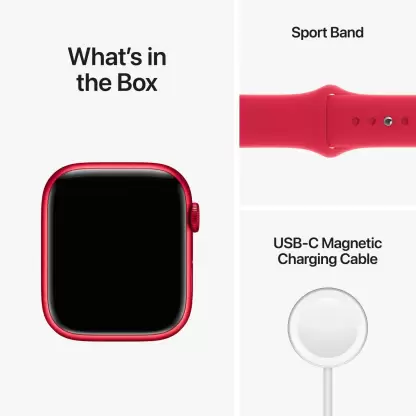 What’s in
the Box
Sport Band
USB-C Magnetic
Charging Cable